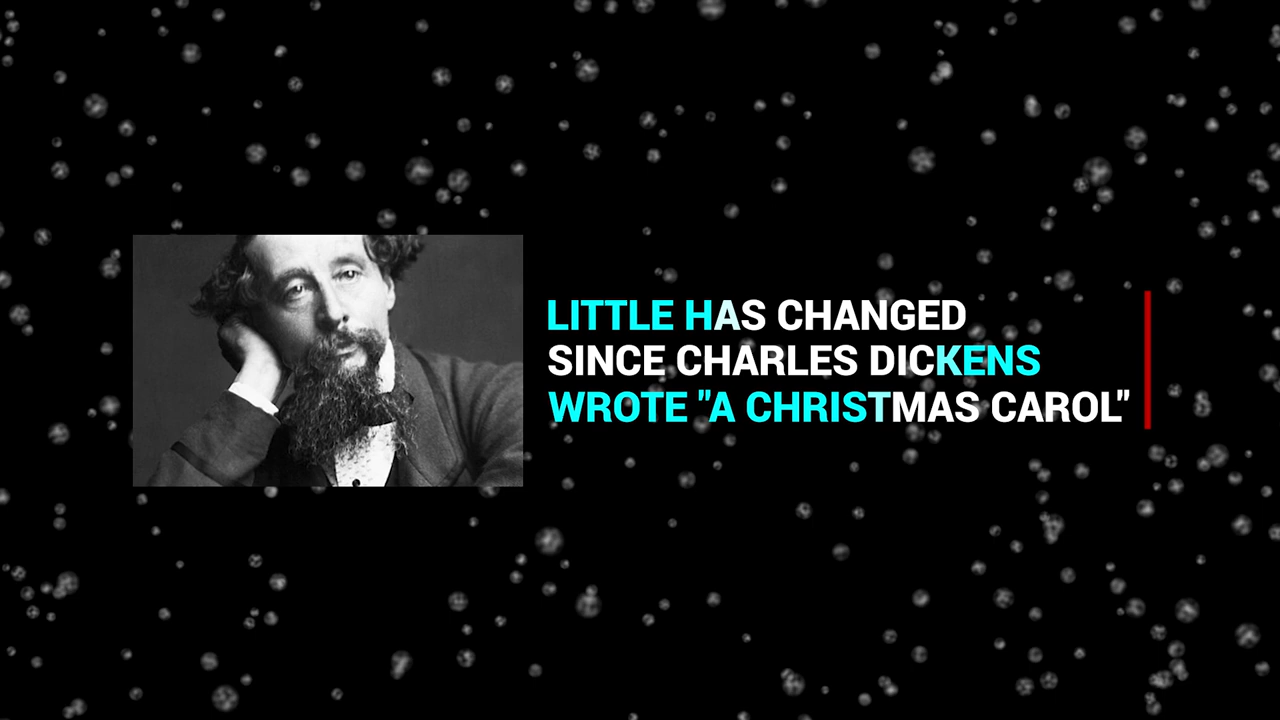 LITTLE HAS CHANGED
SINCE CHARLES DICKENS
WROTE "A CHRISTMAS CAROL"